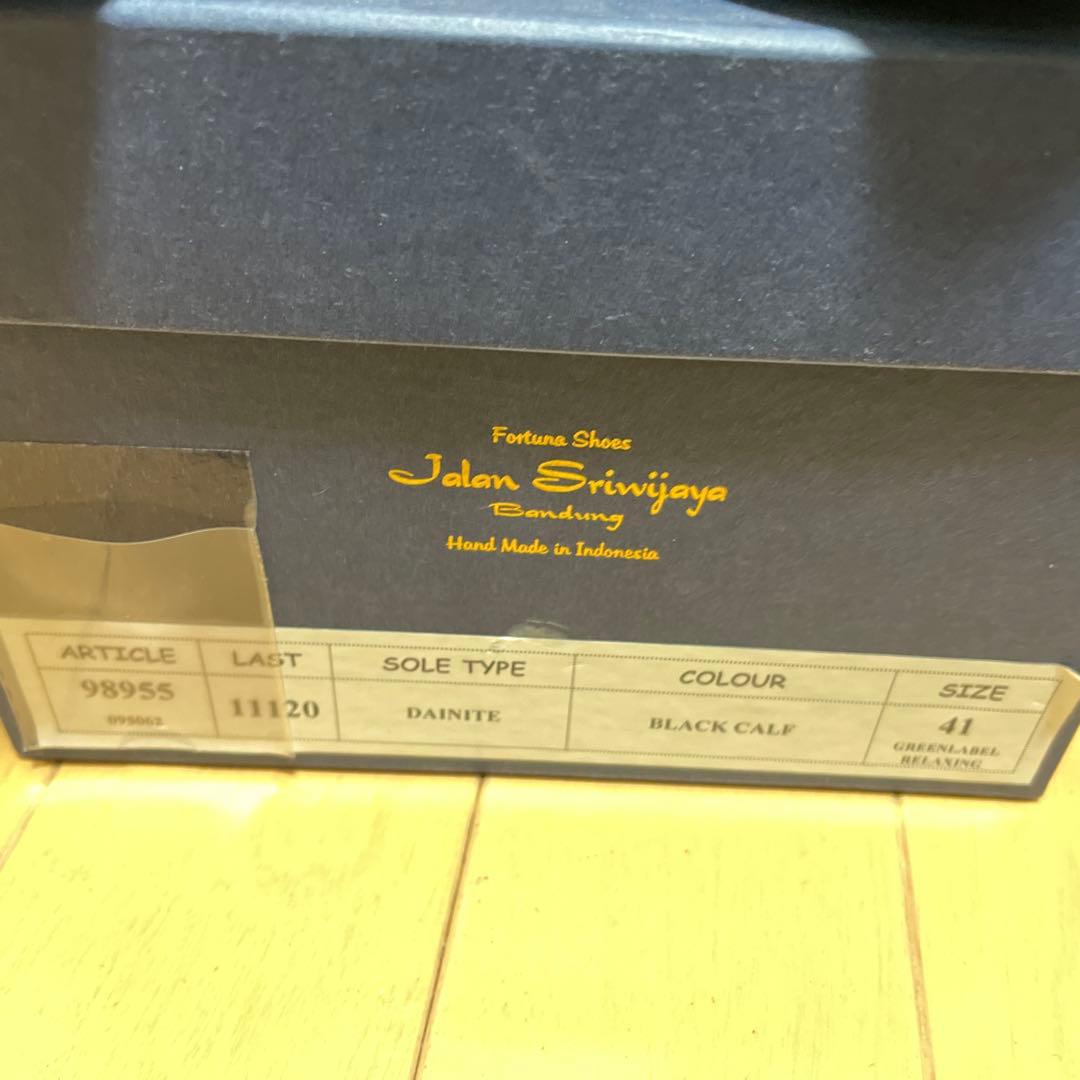 Fortuna Shoes
Jalan Sriwijaya
Bandung
Hand Made in Indonesia
ARTICLE LAST SOLE TYPE COLOUR SIZE
98955 11120 DAINITE BLACK CALF 41
095062 GREENLABEL
RELAXING